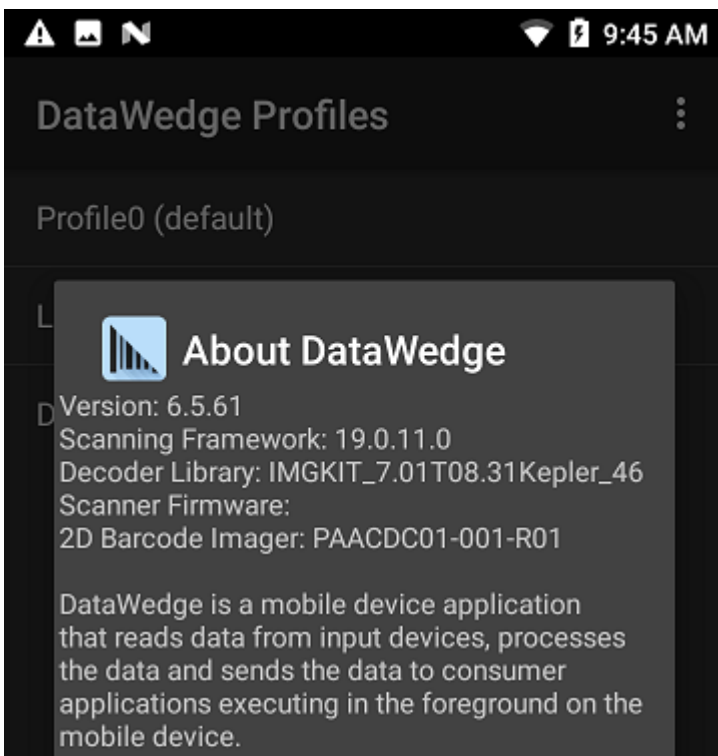 9:45 AM
DataWedge Profiles
Profile0 (default)
L
About DataWedge
D
Version: 6.5.61
Scanning Framework: 19.0.11.0
Decoder Library: IMGKIT_7.01T08.31Kepler_46
Scanner Firmware:
2D Barcode Imager: PAACDC01-001-R01
DataWedge is a mobile device application
that reads data from input devices, processes
the data and sends the data to consumer
applications executing in the foreground on the
mobile device.